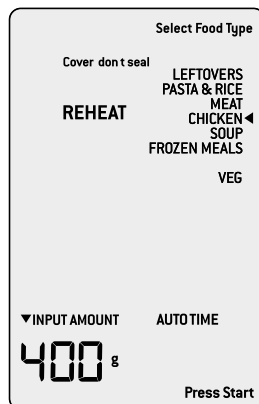 Select Food Type
Cover don t seal
LEFTOVERS
PASTA & RICE
REHEAT
MEAT
CHICKEN◀
SOUP
FROZEN MEALS
VEG
▼INPUT AMOUNT
AUTO TIME
400 g
Press Start